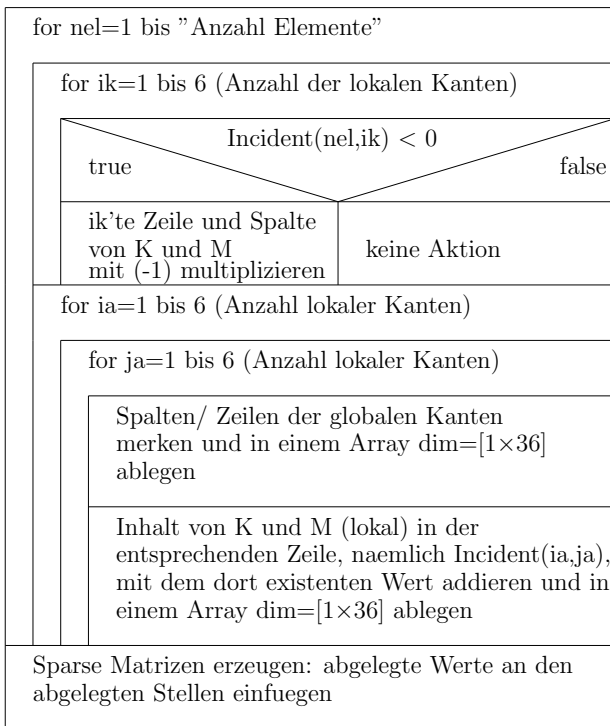 for nel=1 bis ”Anzahl Elemente”
for ik=1 bis 6 (Anzahl der lokalen Kanten)
Incident(nel,ik) < 0
true
false
ik'te Zeile und Spalte
von K und M
mit (-1) multiplizieren
keine Aktion
for ia=1 bis 6 (Anzahl lokaler Kanten)
for ja=1 bis 6 (Anzahl lokaler Kanten)
Spalten/ Zeilen der globalen Kanten
merken und in einem Array dim=[1×36]
ablegen
Inhalt von K und M (lokal) in der
entsprechenden Zeile, naemlich Incident(ia,ja),
mit dem dort existenten Wert addieren und in
einem Array dim=[1×36] ablegen
Sparse Matrizen erzeugen: abgelegte Werte an den
abgelegten Stellen einfuegen